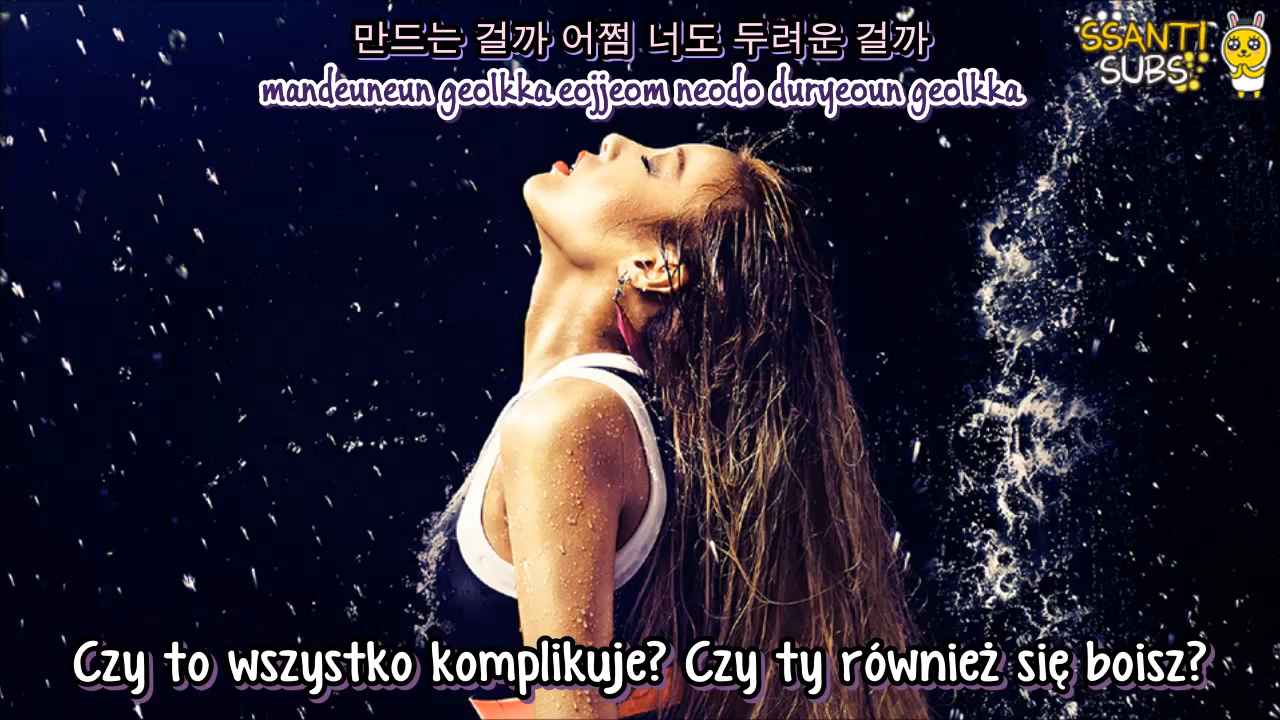 만드는 걸까 어쩜 너도 두려운 걸까
mandeuneun geolkka eojjeom neodo duryeoun geolkka
SSANTI
SUBS
Czy to wszystko komplikuje? Czy ty również się boisz?